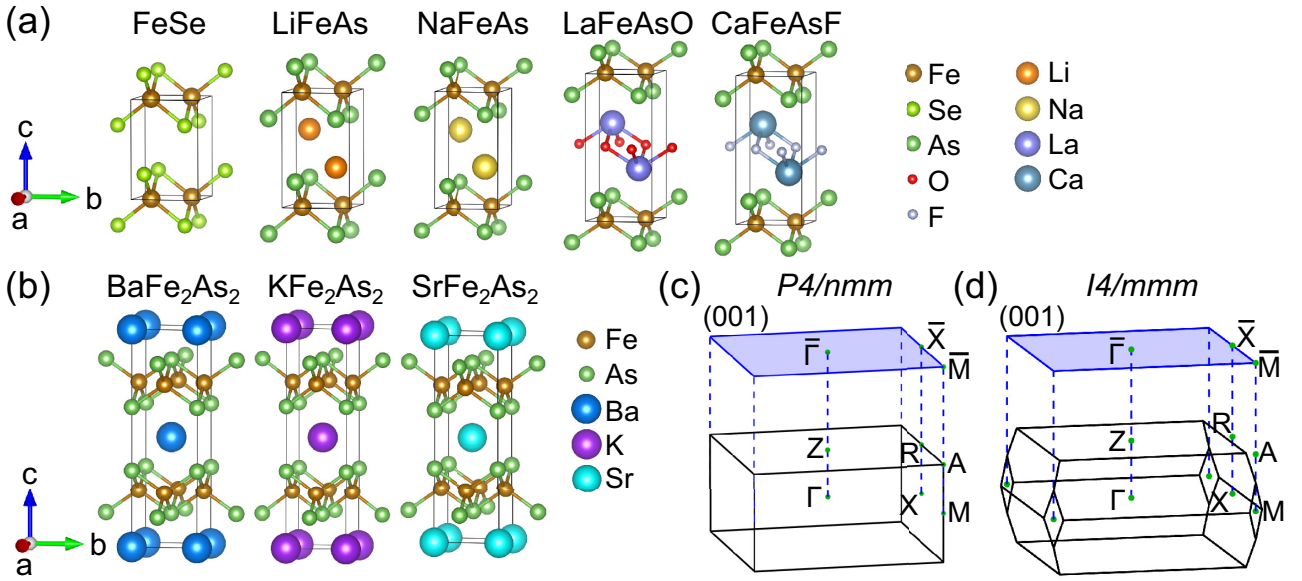 (a)
FeSe LiFeAs NaFeAs LaFeAsO CaFeAsF
c
a
b
Fe Li
Se Na
As La
O Ca
F
(b)
BaFe₂As₂ KFe₂As₂ SrFe₂As₂
c
a
b
Fe
As
Ba
K
Sr
(c) P4/nmm
(001)
Γ̅
X̅
M̅
Z
R
A
Γ
X
M
(d) I4/mmm
(001)
Γ̅
X̅
M̅
R
Z
A
Γ
X
M